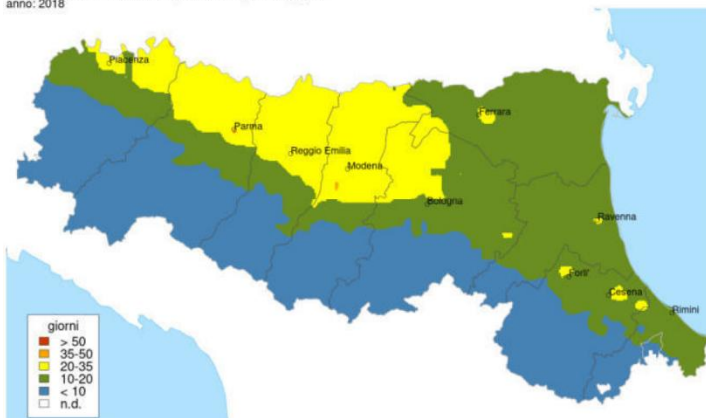 anno: 2018
Piacenza
Parma
Reggio Emilia
Modena
Ferrara
Bologna
Ravenna
Forli'
Cesena
Rimini
giorni
> 50
35-50
20-35
10-20
< 10
n.d.